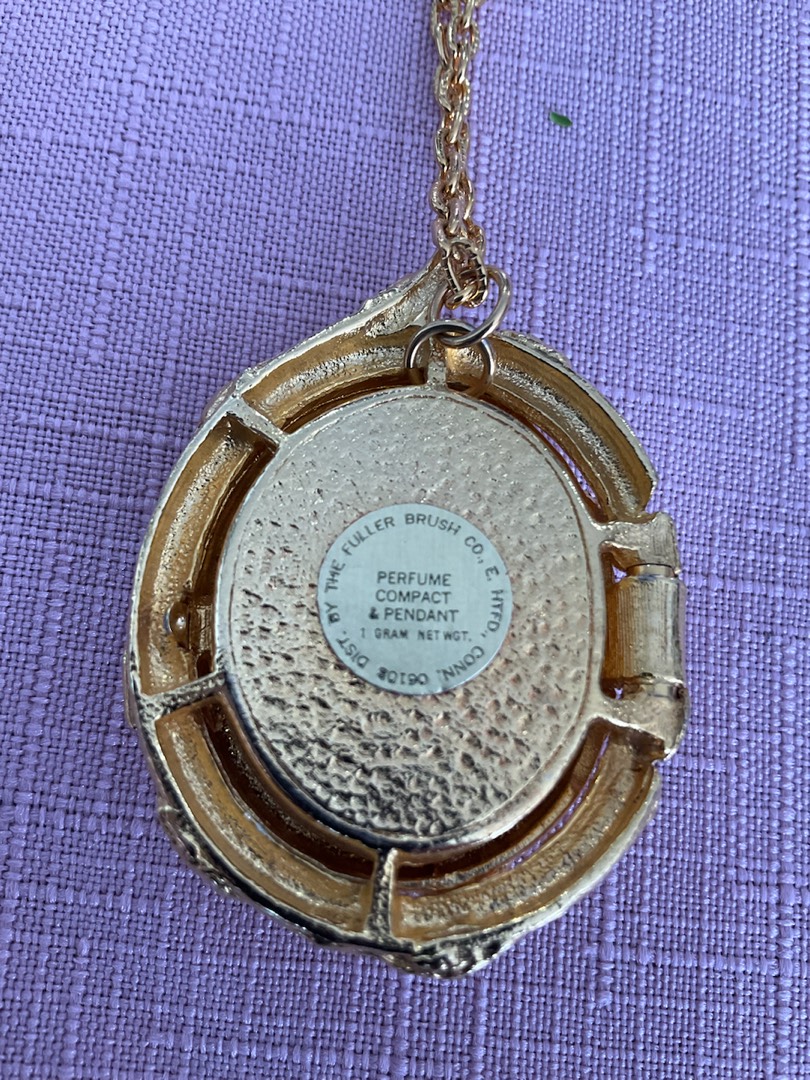 DIST. BY THE FULLER BRUSH CO., E. HTFD., CONN. 06108
PERFUME
COMPACT
& PENDANT
1 GRAM NET WGT.